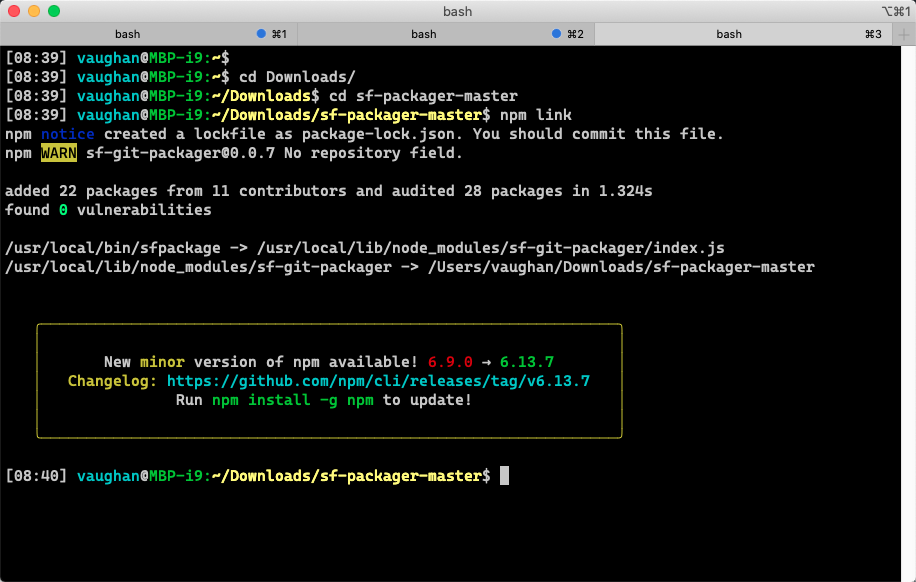 bash
⌥⌘1
bash ⌘1
bash ⌘2
bash ⌘3
[08:39] vaughan@MBP-i9:~$
[08:39] vaughan@MBP-i9:~$ cd Downloads/
[08:39] vaughan@MBP-i9:~/Downloads$ cd sf-packager-master
[08:39] vaughan@MBP-i9:~/Downloads/sf-packager-master$ npm link
npm notice created a lockfile as package-lock.json. You should commit this file.
npm WARN sf-git-packager@0.0.7 No repository field.
added 22 packages from 11 contributors and audited 28 packages in 1.324s
found 0 vulnerabilities
/usr/local/bin/sfpackage -> /usr/local/lib/node_modules/sf-git-packager/index.js
/usr/local/lib/node_modules/sf-git-packager -> /Users/vaughan/Downloads/sf-packager-master
New minor version of npm available! 6.9.0 → 6.13.7
Changelog: https://github.com/npm/cli/releases/tag/v6.13.7
Run npm install -g npm to update!
[08:40] vaughan@MBP-i9:~/Downloads/sf-packager-master$